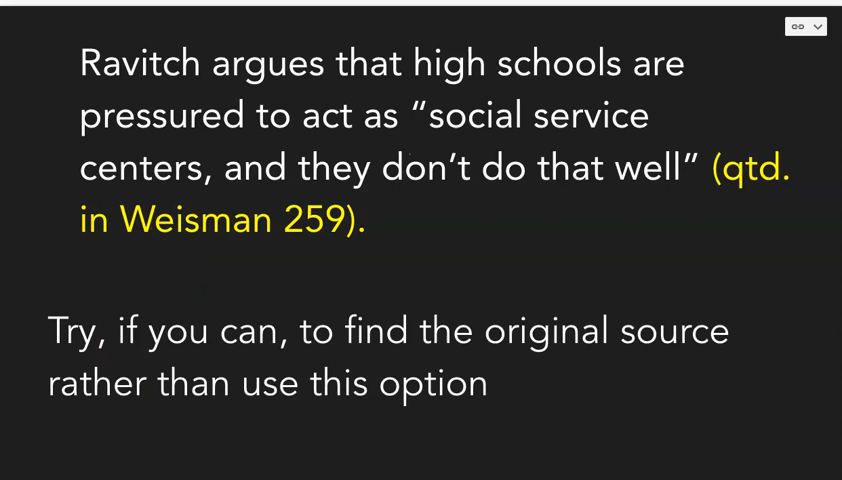 Ravitch argues that high schools are
pressured to act as “social service
centers, and they don’t do that well” (qtd.
in Weisman 259).
Try, if you can, to find the original source
rather than use this option